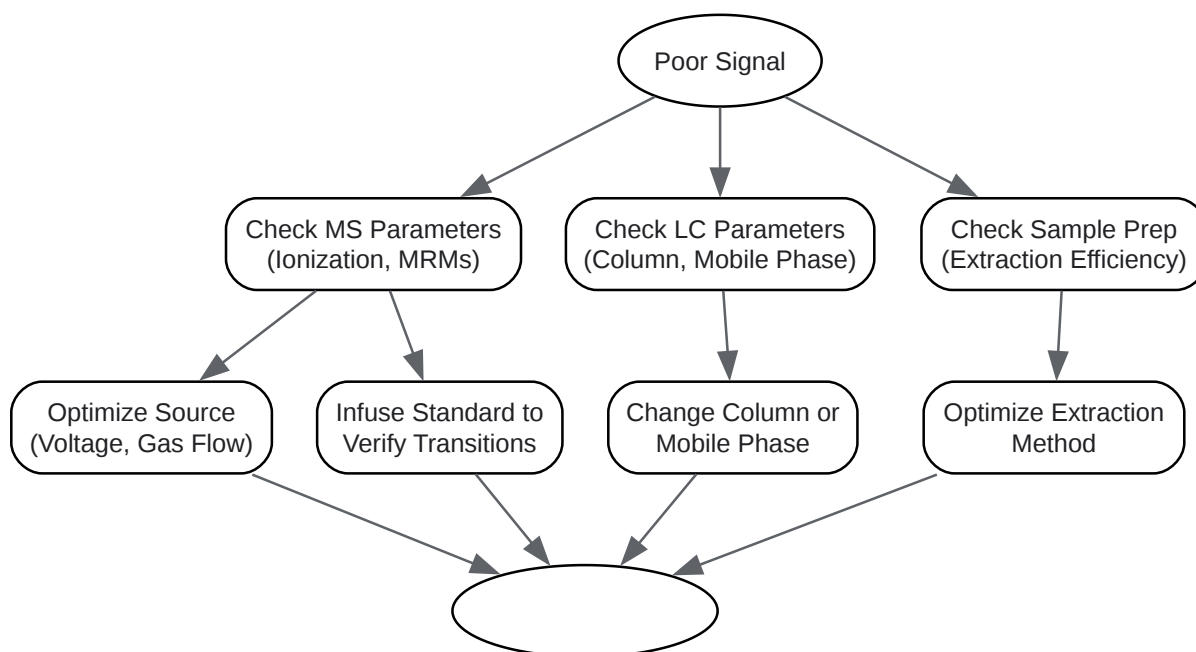 Poor Signal
Check MS Parameters
(Ionization, MRMs)
Check LC Parameters
(Column, Mobile Phase)
Check Sample Prep
(Extraction Efficiency)
Optimize Source
(Voltage, Gas Flow)
Infuse Standard to
Verify Transitions
Change Column or
Mobile Phase
Optimize Extraction
Method